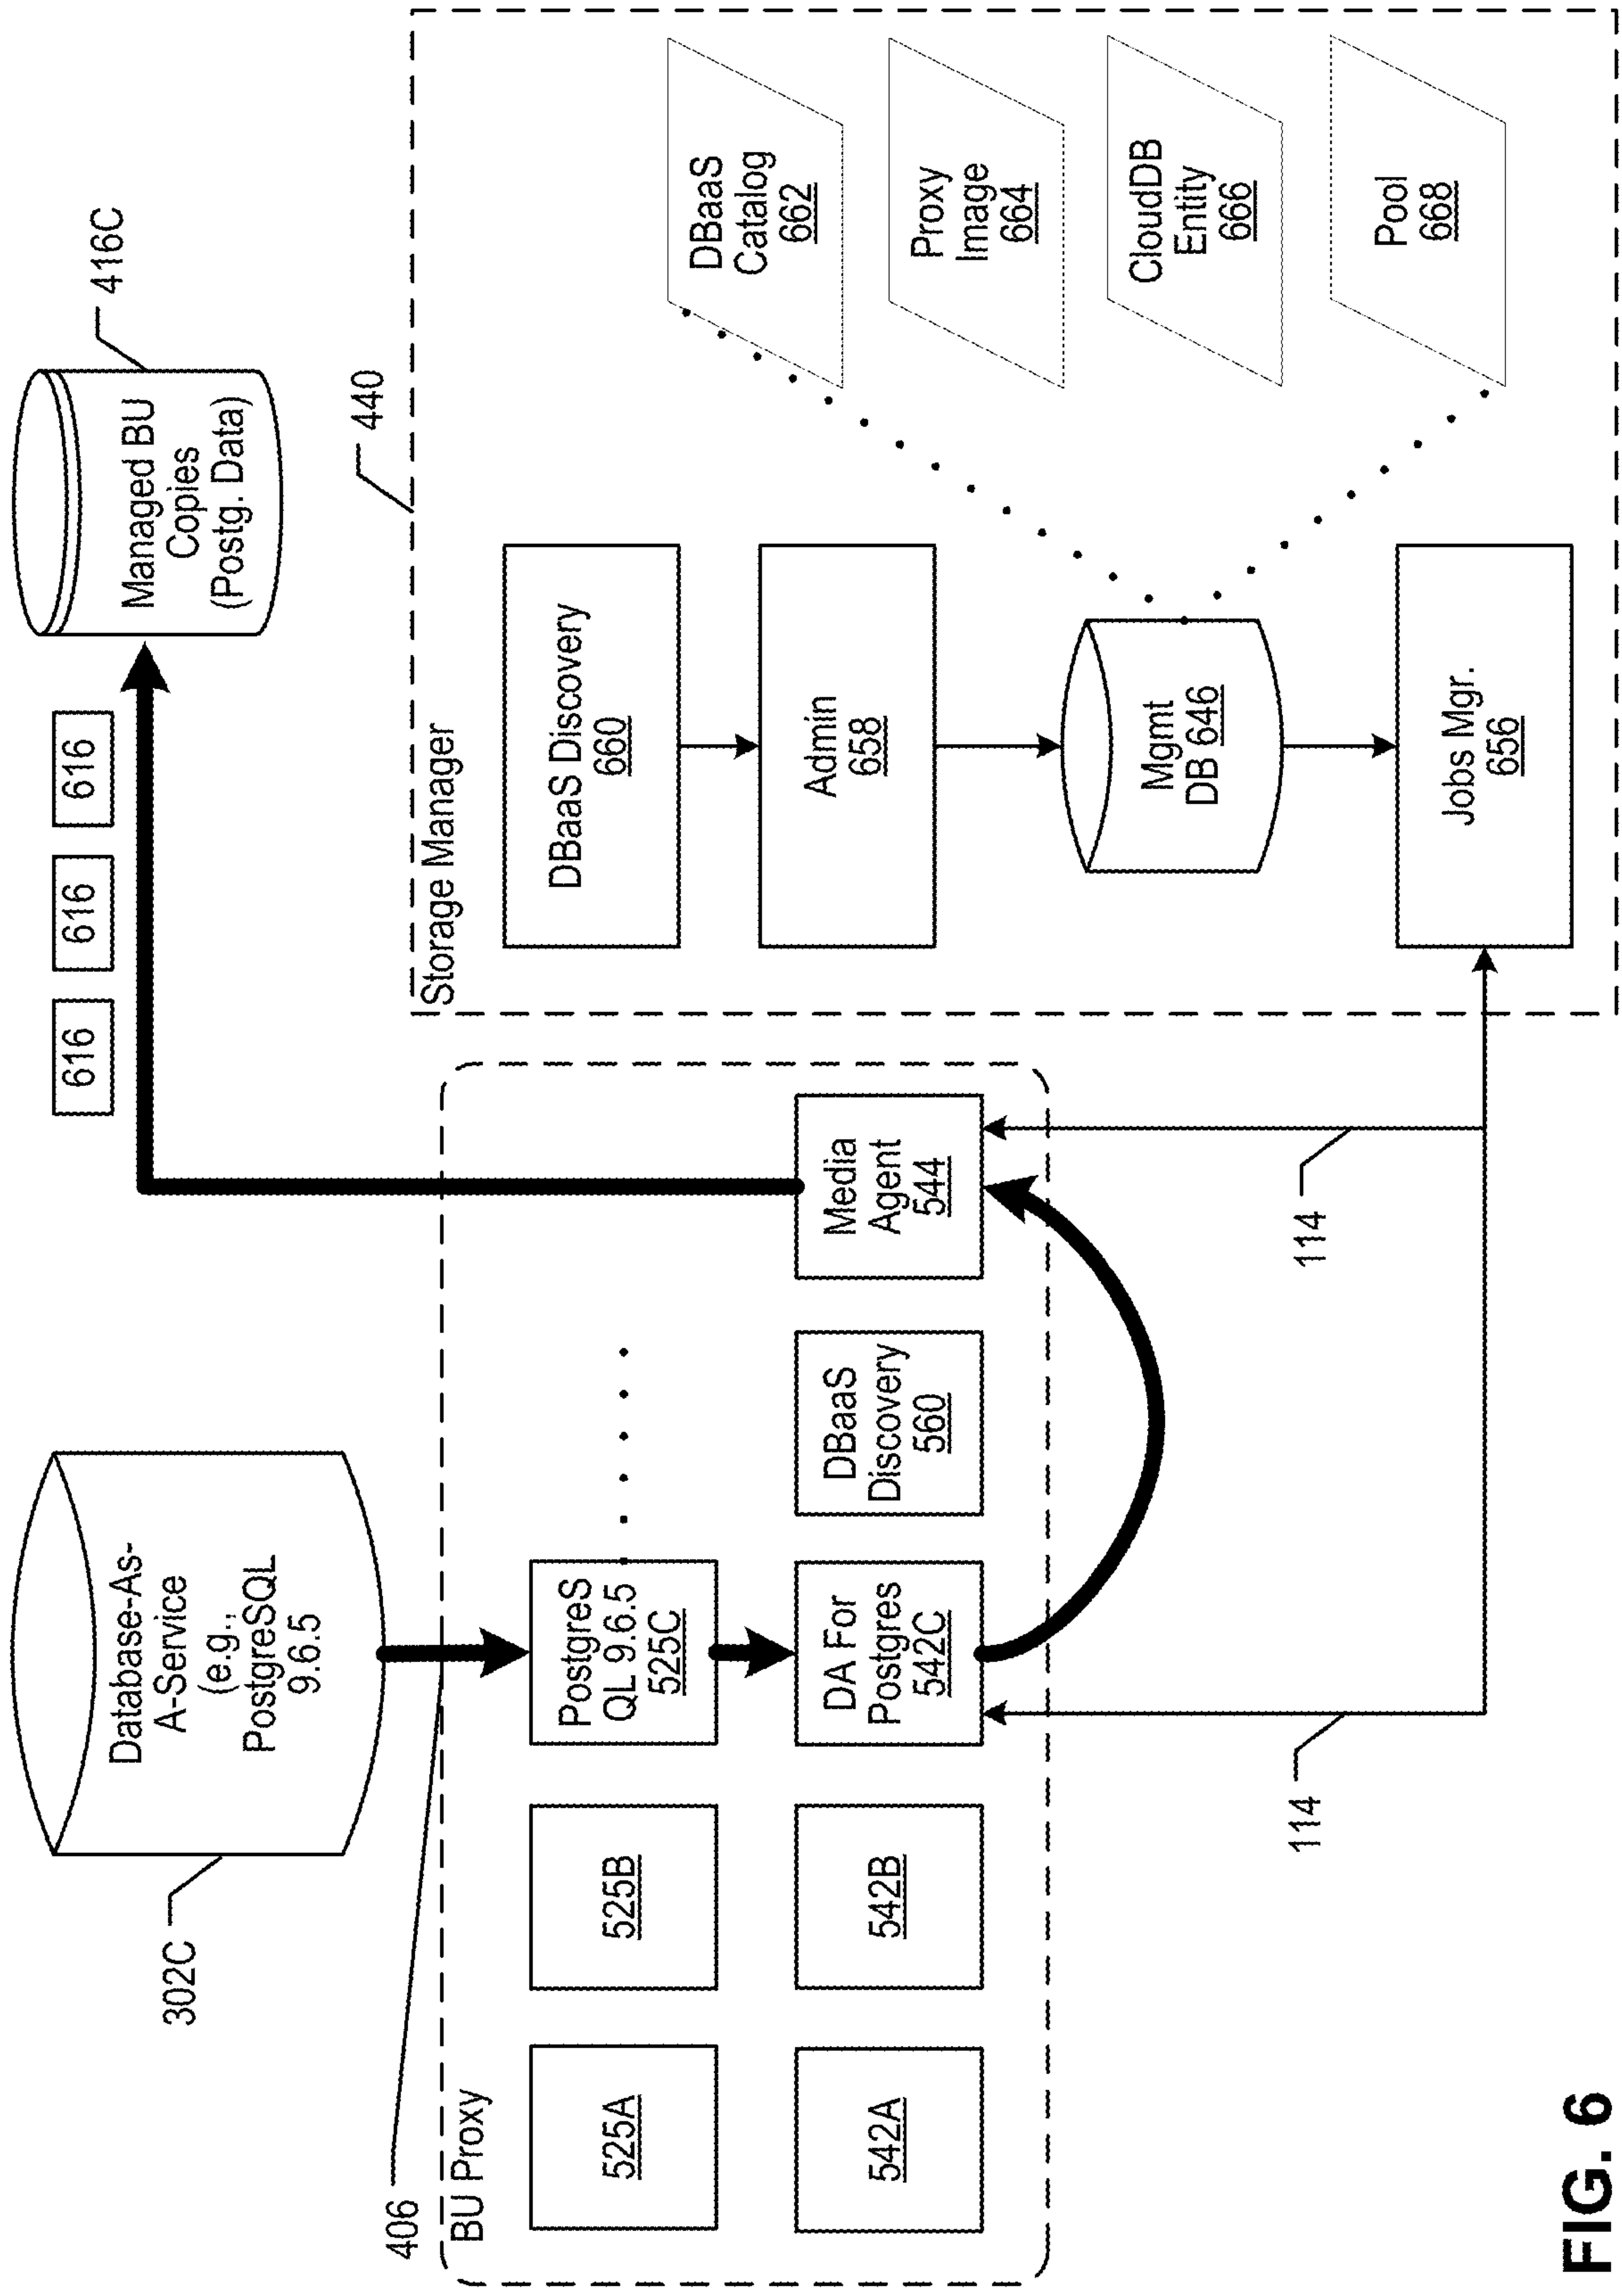 302C
Database-As-
A-Service
(e.g.,
PostgreSQL
9.6.5
616
616
616
Managed BU
Copies
(Postg. Data)
416C
406
BU Proxy
525A
525B
PostgreS
QL 9.6.5
525C
542A
542B
DA For
Postgres
542C
DBaaS
Discovery
560
Media
Agent
544
114
114
440
Storage Manager
DBaaS Discovery
660
Admin
658
Mgmt
DB 646
Jobs Mgr.
656
DBaaS
Catalog
662
Proxy
Image
664
CloudDB
Entity
666
Pool
668
FIG. 6